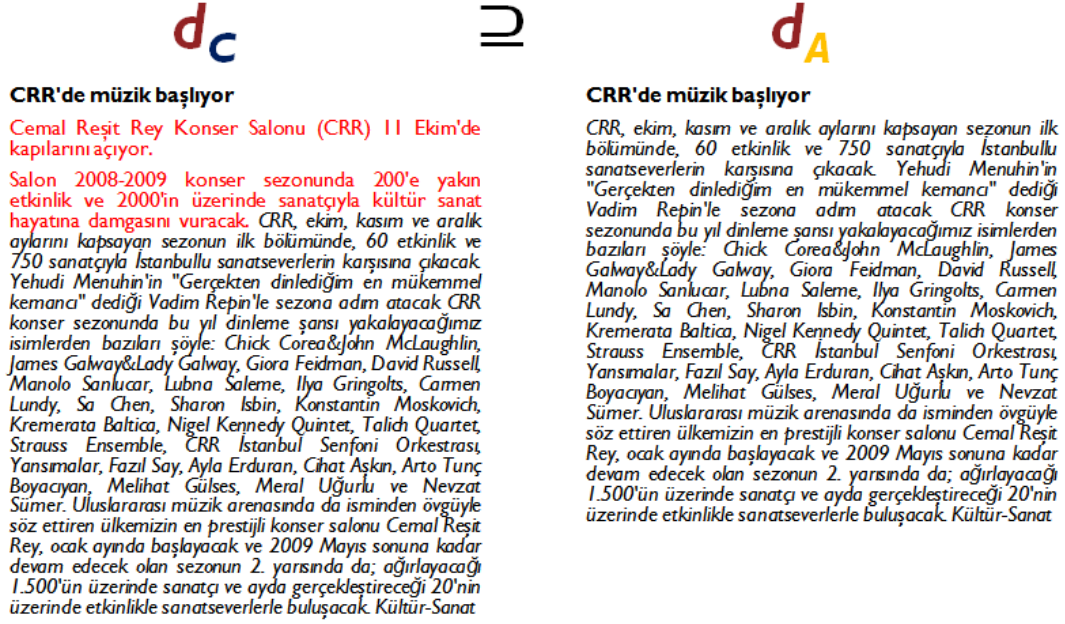 d_C ⊇ d_A
CRR'de müzik başlıyor
Cemal Reşit Rey Konser Salonu (CRR) 11 Ekim'de
kapılarını açıyor.
Salon 2008-2009 konser sezonunda 200'e yakın
etkinlik ve 2000'in üzerinde sanatçıyla kültür sanat
hayatına damgasını vuracak. CRR, ekim, kasım ve aralık
aylarını kapsayan sezonun ilk bölümünde, 60 etkinlik ve
750 sanatçıyla İstanbullu sanatseverlerin karşısına çıkacak.
Yehudi Menuhin'in "Gerçekten dinlediğim en mükemmel
kemancı" dediği Vadim Repin'le sezona adım atacak CRR
konser sezonunda bu yıl dinleme şansı yakalayacağımız
isimlerden bazıları şöyle: Chick Corea&John McLaughlin,
James Galway&Lady Galway, Giora Feidman, David Russell,
Manolo Sanlucar, Lubna Saleme, Ilya Gringolts, Carmen
Lundy, Sa Chen, Sharon Isbin, Konstantin Moskovich,
Kremerata Baltica, Nigel Kennedy Quintet, Talich Quartet,
Strauss Ensemble, CRR İstanbul Senfoni Orkestrası,
Yansımalar, Fazıl Say, Ayla Erduran, Cihat Aşkın, Arto Tunç
Boyacıyan, Melihat Gülses, Meral Uğurlu ve Nevzat
Sümer. Uluslararası müzik arenasında da isminden övgüyle
söz ettiren ülkemizin en prestijli konser salonu Cemal Reşit
Rey, ocak ayında başlayacak ve 2009 Mayıs sonuna kadar
devam edecek olan sezonun 2. yarısında da; ağırlayacağı
1.500'ün üzerinde sanatçı ve ayda gerçekleştireceği 20'nin
üzerinde etkinlikle sanatseverlerle buluşacak. Kültür-Sanat
CRR'de müzik başlıyor
CRR, ekim, kasım ve aralık aylarını kapsayan sezonun ilk
bölümünde, 60 etkinlik ve 750 sanatçıyla İstanbullu
sanatseverlerin karşısına çıkacak. Yehudi Menuhin'in
"Gerçekten dinlediğim en mükemmel kemancı" dediği
Vadim Repin'le sezona adım atacak CRR konser
sezonunda bu yıl dinleme şansı yakalayacağımız isimlerden
bazıları şöyle: Chick Corea&John McLaughlin, James
Galway&Lady Galway, Giora Feidman, David Russell,
Manolo Sanlucar, Lubna Saleme, Ilya Gringolts, Carmen
Lundy, Sa Chen, Sharon Isbin, Konstantin Moskovich,
Kremerata Baltica, Nigel Kennedy Quintet, Talich Quartet,
Strauss Ensemble, CRR İstanbul Senfoni Orkestrası,
Yansımalar, Fazıl Say, Ayla Erduran, Cihat Aşkın, Arto Tunç
Boyacıyan, Melihat Gülses, Meral Uğurlu ve Nevzat
Sümer. Uluslararası müzik arenasında da isminden övgüyle
söz ettiren ülkemizin en prestijli konser salonu Cemal Reşit
Rey, ocak ayında başlayacak ve 2009 Mayıs sonuna kadar
devam edecek olan sezonun 2. yarısında da; ağırlayacağı
1.500'ün üzerinde sanatçı ve ayda gerçekleştireceği 20'nin
üzerinde etkinlikle sanatseverlerle buluşacak. Kültür-Sanat